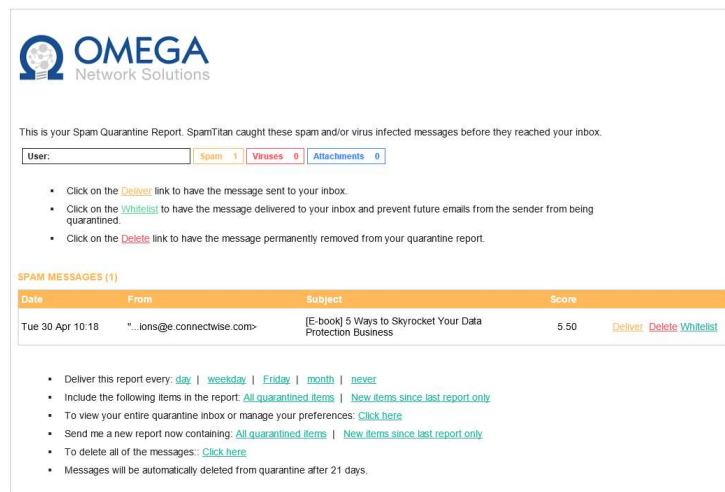 OMEGA
Network Solutions
This is your Spam Quarantine Report. SpamTitan caught these spam and/or virus infected messages before they reached your inbox.
User: Spam 1 Viruses 0 Attachments 0
▪ Click on the Deliver link to have the message sent to your inbox.
▪ Click on the Whitelist to have the message delivered to your inbox and prevent future emails from the sender from being
quarantined.
▪ Click on the Delete link to have the message permanently removed from your quarantine report.
SPAM MESSAGES (1)
Date From Subject Score
Tue 30 Apr 10:18 "...ions@e.connectwise.com> [E-book] 5 Ways to Skyrocket Your Data 5.50 Deliver Delete Whitelist
Protection Business
▪ Deliver this report every: day | weekday | Friday | month | never
▪ Include the following items in the report: All quarantined items | New items since last report only
▪ To view your entire quarantine inbox or manage your preferences: Click here
▪ Send me a new report now containing: All quarantined items | New items since last report only
▪ To delete all of the messages:: Click here
▪ Messages will be automatically deleted from quarantine after 21 days.